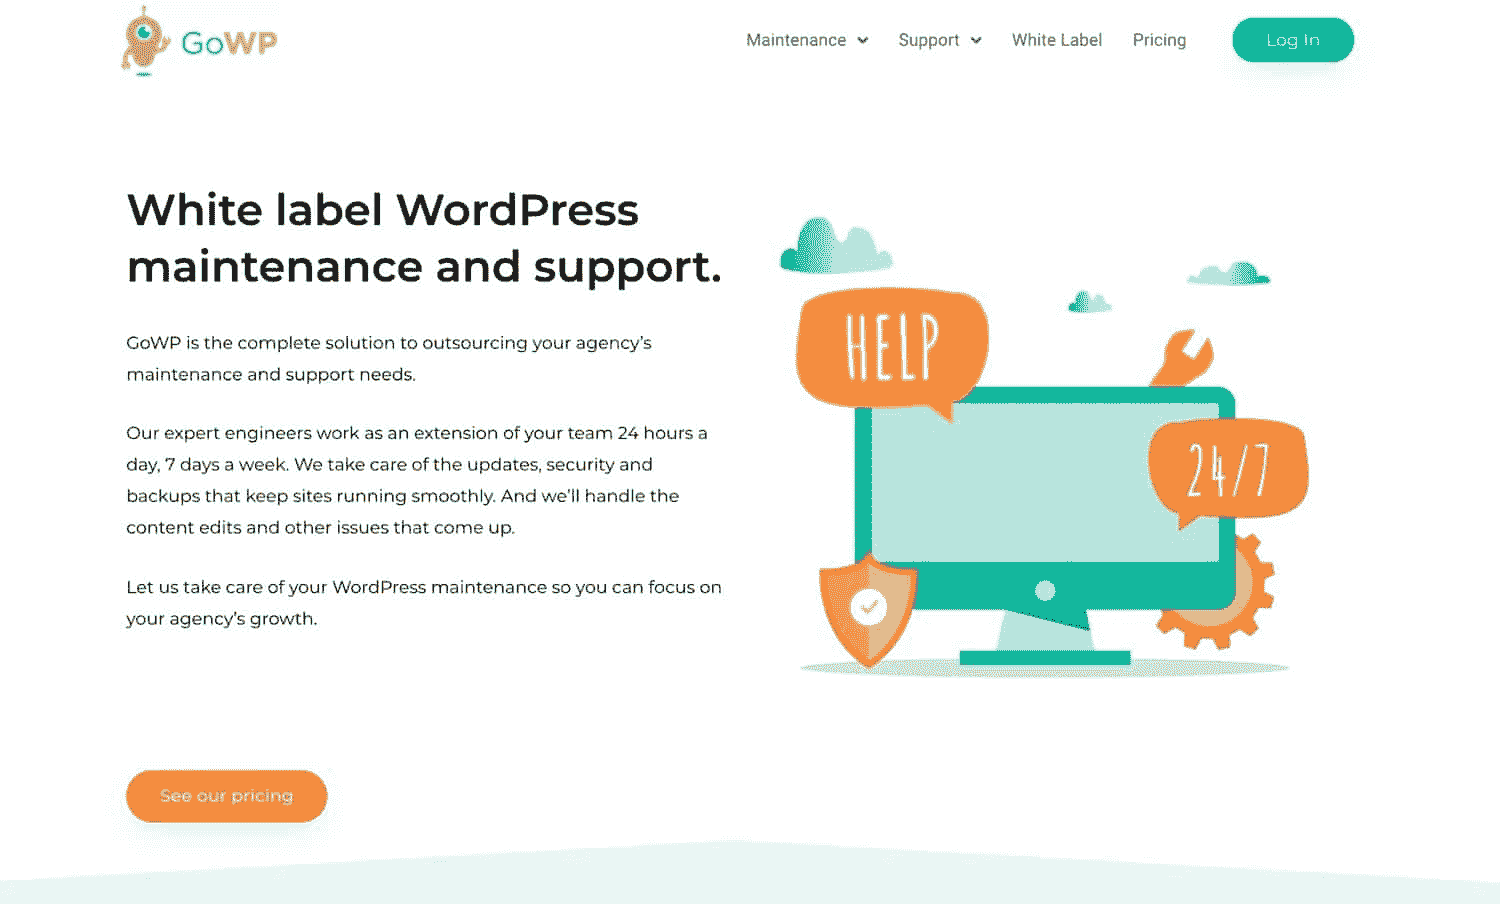 GoWP
Maintenance
Support
White Label
Pricing
Log In
White label WordPress
maintenance and support.
GoWP is the complete solution to outsourcing your agency’s
maintenance and support needs.
Our expert engineers work as an extension of your team 24 hours a
day, 7 days a week. We take care of the updates, security and
backups that keep sites running smoothly. And we’ll handle the
content edits and other issues that come up.
Let us take care of your WordPress maintenance so you can focus on
your agency’s growth.
See our pricing
HELP
24/7